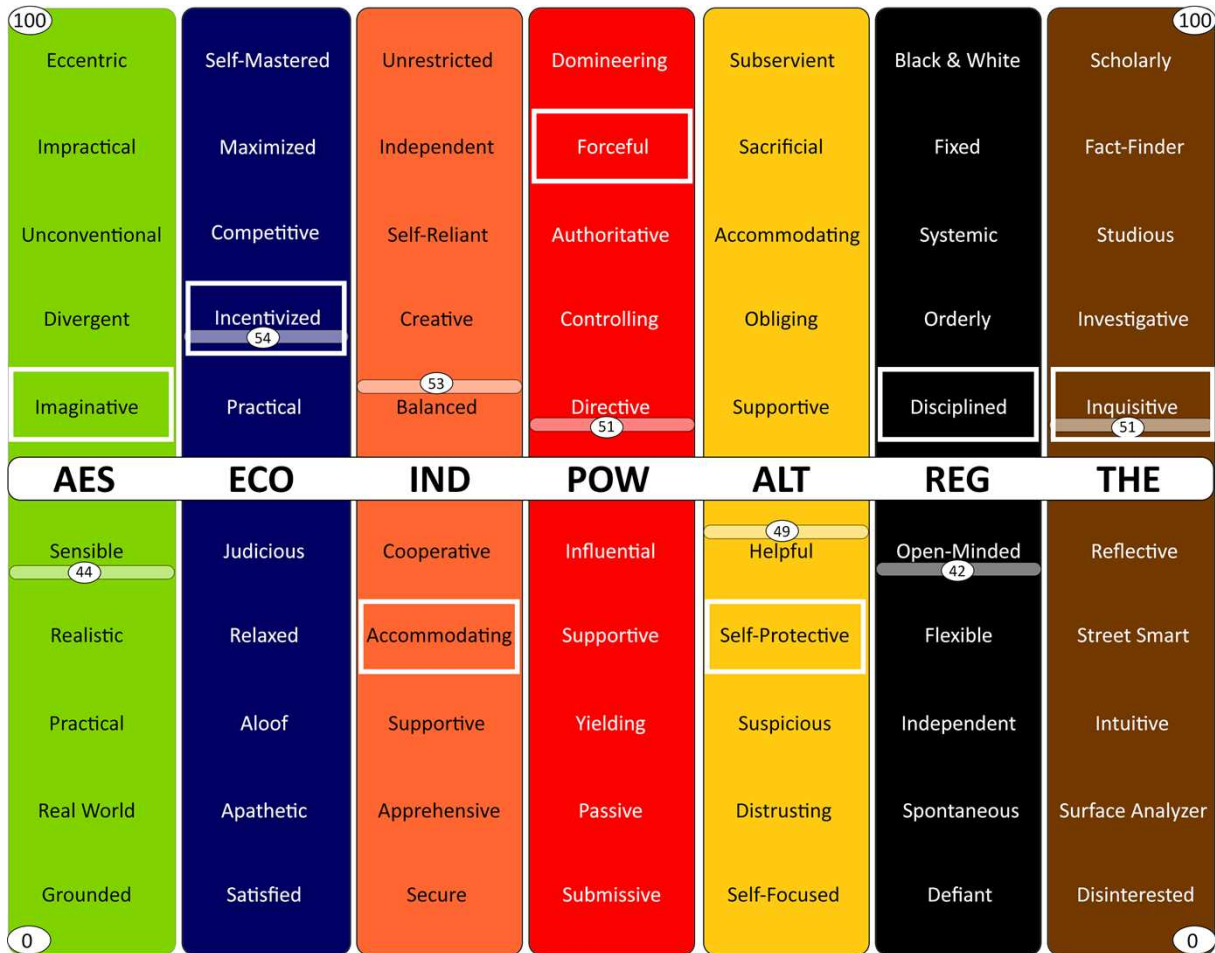 100 100
Eccentric Self-Mastered Unrestricted Domineering Subservient Black & White Scholarly
Impractical Maximized Independent Forceful Sacrificial Fixed Fact-Finder
Unconventional Competitive Self-Reliant Authoritative Accommodating Systemic Studious
Divergent Incentivized Creative Controlling Obliging Orderly Investigative
54
53
Imaginative Practical Balanced Directive Supportive Disciplined Inquisitive
51 51
AES ECO IND POW ALT REG THE
49
Sensible Judicious Cooperative Influential Helpful Open-Minded Reflective
44 42
Realistic Relaxed Accommodating Supportive Self-Protective Flexible Street Smart
Practical Aloof Supportive Yielding Suspicious Independent Intuitive
Real World Apathetic Apprehensive Passive Distrusting Spontaneous Surface Analyzer
Grounded Satisfied Secure Submissive Self-Focused Defiant Disinterested
0 0